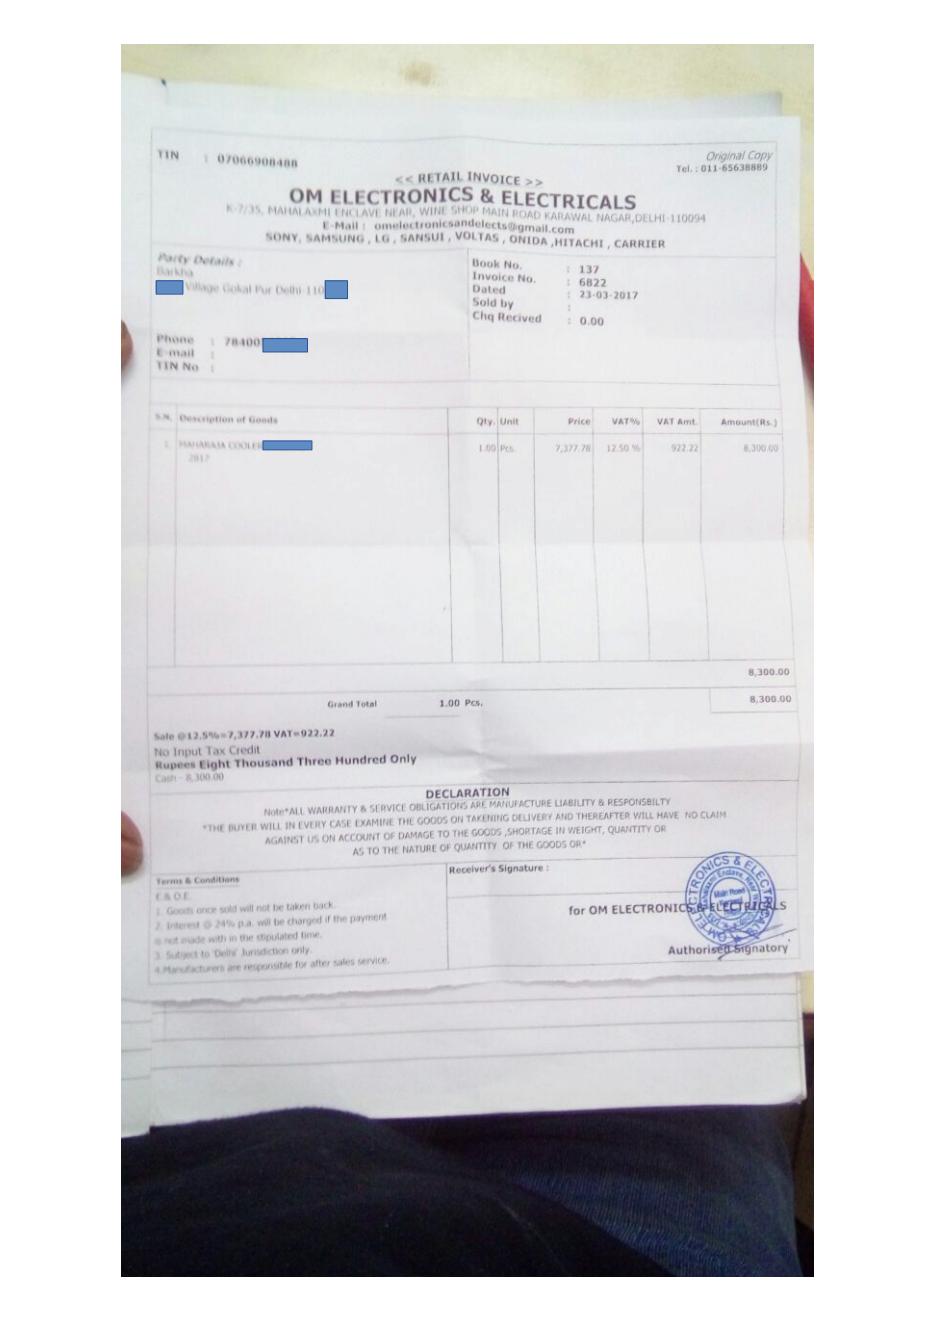 TIN : 07066908488
Original Copy
Tel. : 011-65638889
<< RETAIL INVOICE >>
OM ELECTRONICS & ELECTRICALS
K-7/35, MAHALAXMI ENCLAVE NEAR, WINE SHOP MAIN ROAD KARAWAL NAGAR,DELHI-110094
E-Mail : omelectronicsandelects@gmail.com
SONY, SAMSUNG , LG , SANSUI , VOLTAS , ONIDA ,HITACHI , CARRIER
Party Details :
Barkha
Village Gokal Pur Delhi-110
Phone : 78400
E-mail :
TIN No :
Book No. : 137
Invoice No. : 6822
Dated : 23-03-2017
Sold by :
Chq Recived : 0.00
S.N. Description of Goods Qty. Unit Price VAT% VAT Amt. Amount(Rs.)
1. MAHARAJA COOLER 1.00 Pcs. 7,377.78 12.50 % 922.22 8,300.00
2017
8,300.00
Grand Total 1.00 Pcs. 8,300.00
Sale @12.5%=7,377.78 VAT=922.22
No Input Tax Credit
Rupees Eight Thousand Three Hundred Only
Cash - 8,300.00
DECLARATION
Note*ALL WARRANTY & SERVICE OBLIGATIONS ARE MANUFACTURE LIABILITY & RESPONSBILTY
*THE BUYER WILL IN EVERY CASE EXAMINE THE GOODS ON TAKENING DELIVERY AND THEREAFTER WILL HAVE NO CLAIM
AGAINST US ON ACCOUNT OF DAMAGE TO THE GOODS ,SHORTAGE IN WEIGHT, QUANTITY OR
AS TO THE NATURE OF QUANTITY OF THE GOODS OR*
Terms & Conditions
E.& O.E.
1. Goods once sold will not be taken back.
2. Interest @ 24% p.a. will be charged if the payment
is not made with in the stipulated time.
3. Subject to 'Delhi' Jurisdiction only.
4.Manufacturers are responsible for after sales service.
Receiver's Signature :
for OM ELECTRONICS & ELECTRICALS
Authorised Signatory
OM ELECTRONICS & ELECTRICALS
Main Road